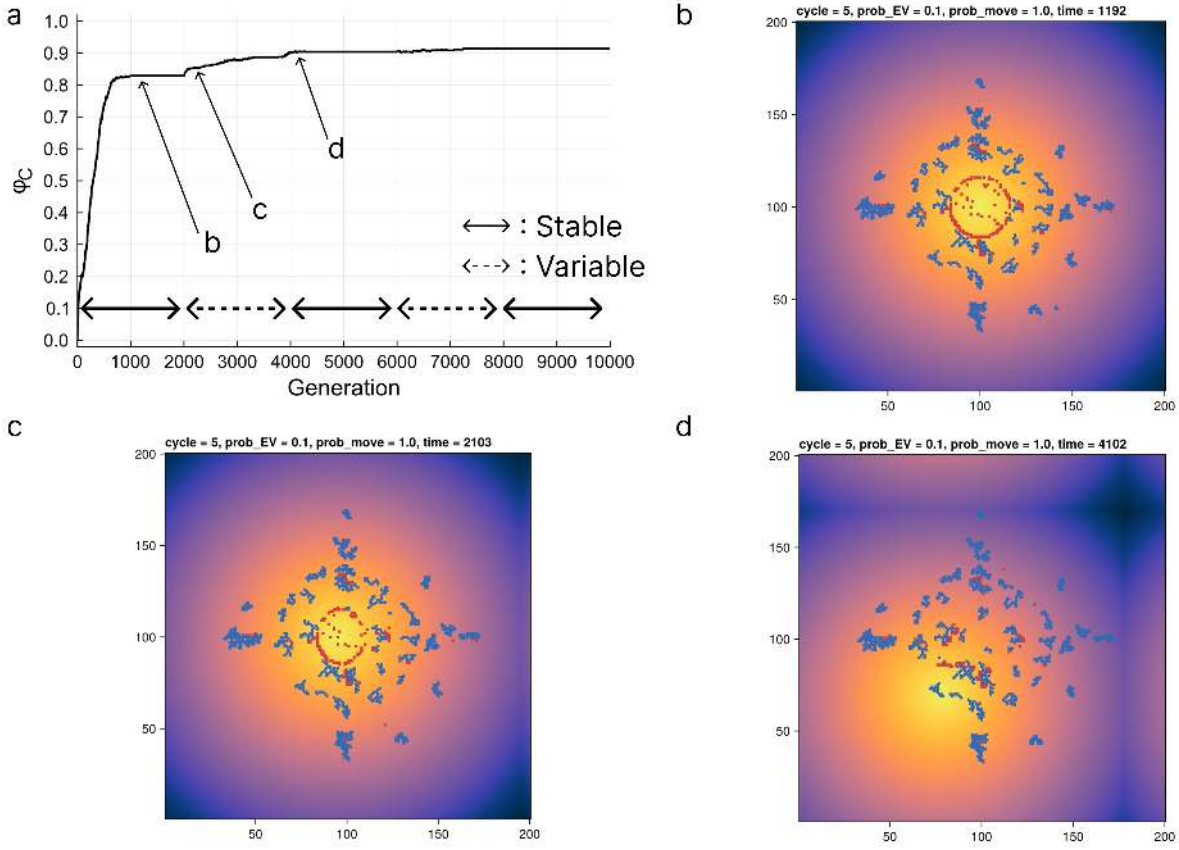 a
1.0
0.9
0.8
0.7
0.6
0.5
0.4
0.3
0.2
0.1
0.0
φC
b
c
d
: Stable
: Variable
0 1000 2000 3000 4000 5000 6000 7000 8000 9000 10000
Generation
b
cycle = 5, prob_EV = 0.1, prob_move = 1.0, time = 1192
200
150
100
50
50 100 150 200
c
cycle = 5, prob_EV = 0.1, prob_move = 1.0, time = 2103
200
150
100
50
50 100 150 200
d
cycle = 5, prob_EV = 0.1, prob_move = 1.0, time = 4102
200
150
100
50
50 100 150 200